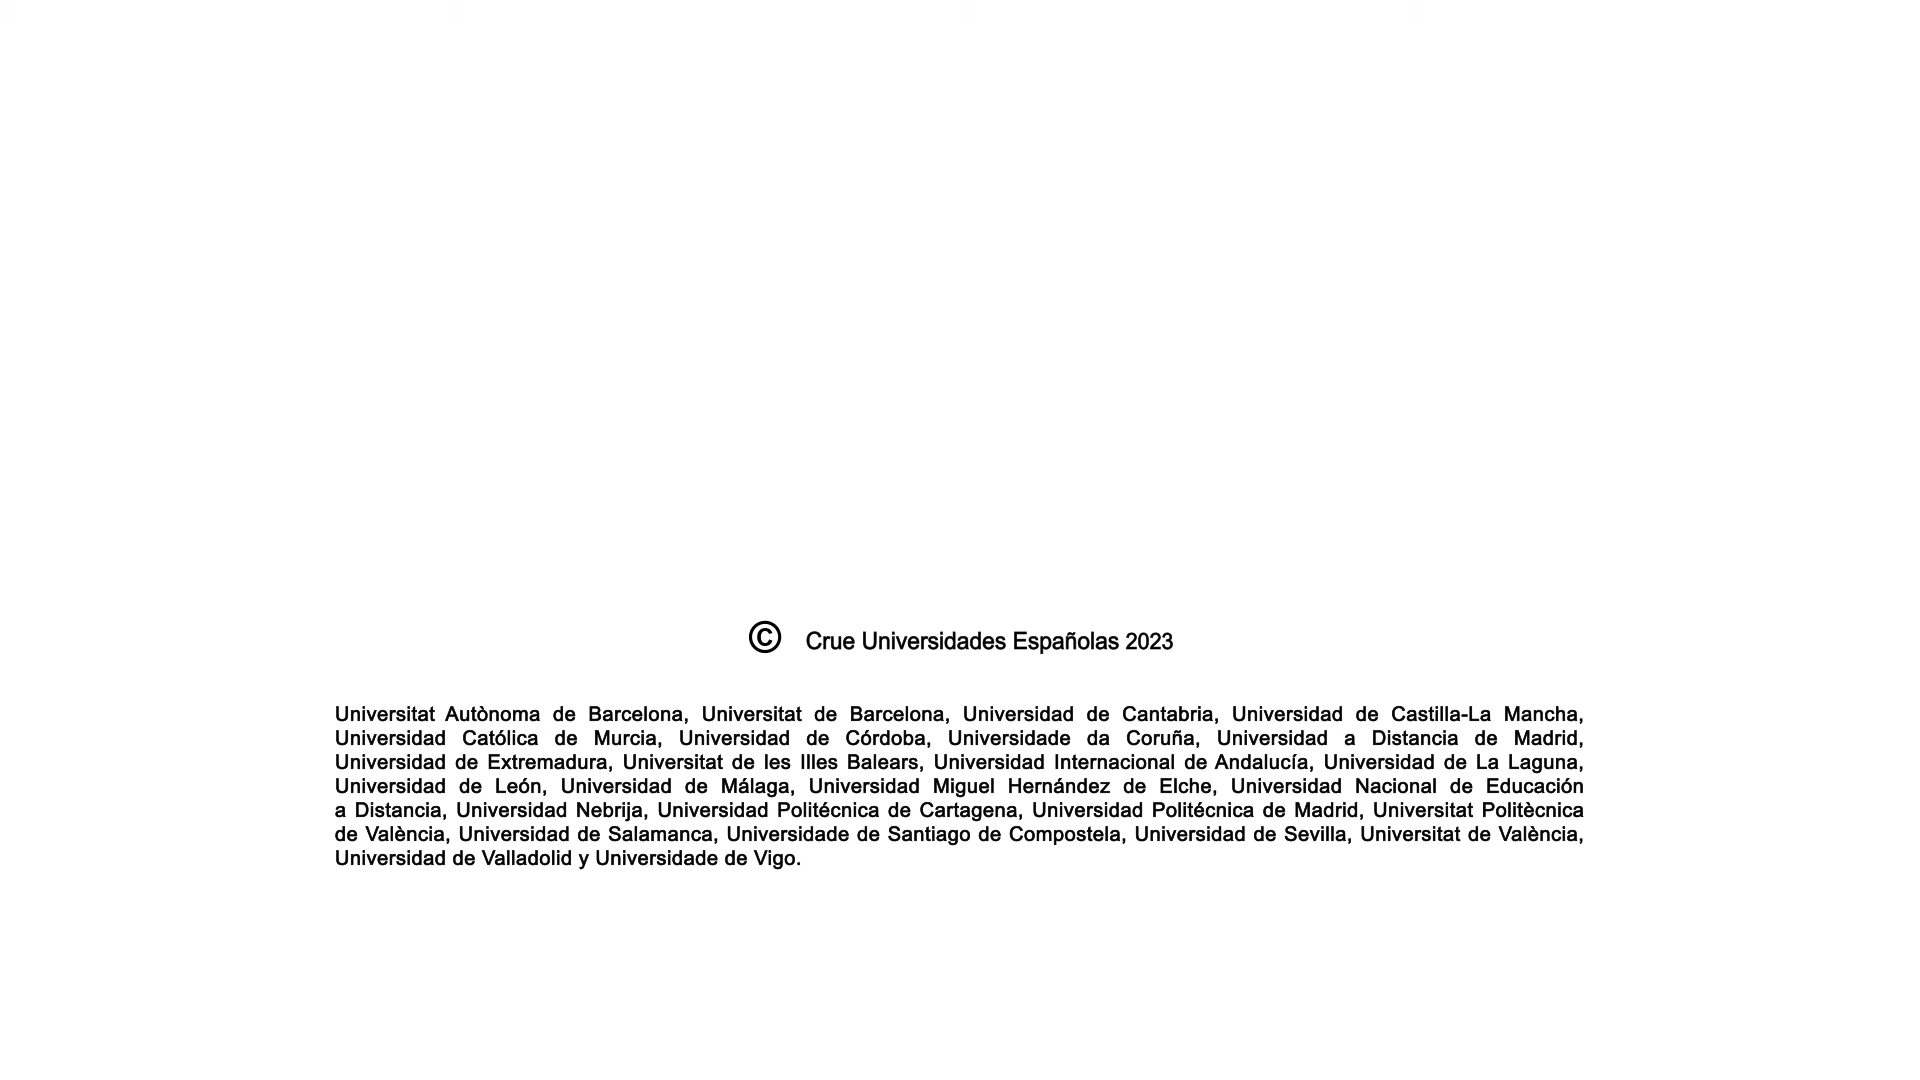 © Crue Universidades Españolas 2023
Universitat Autònoma de Barcelona, Universitat de Barcelona, Universidad de Cantabria, Universidad de Castilla-La Mancha,
Universidad Católica de Murcia, Universidad de Córdoba, Universidade da Coruña, Universidad a Distancia de Madrid,
Universidad de Extremadura, Universitat de les Illes Balears, Universidad Internacional de Andalucía, Universidad de La Laguna,
Universidad de León, Universidad de Málaga, Universidad Miguel Hernández de Elche, Universidad Nacional de Educación
a Distancia, Universidad Nebrija, Universidad Politécnica de Cartagena, Universidad Politécnica de Madrid, Universitat Politècnica
de València, Universidad de Salamanca, Universidade de Santiago de Compostela, Universidad de Sevilla, Universitat de València,
Universidad de Valladolid y Universidade de Vigo.